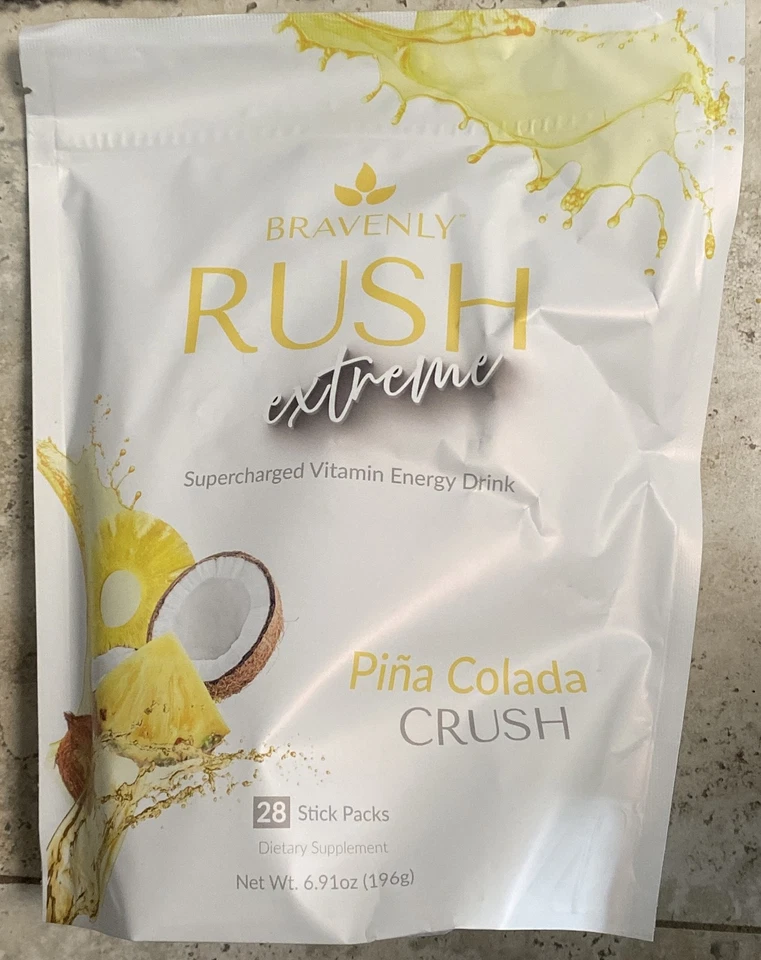 BRAVENLY™
RUSH
extreme
Supercharged Vitamin Energy Drink
Piña Colada
CRUSH
28 Stick Packs
Dietary Supplement
Net Wt. 6.91oz (196g)